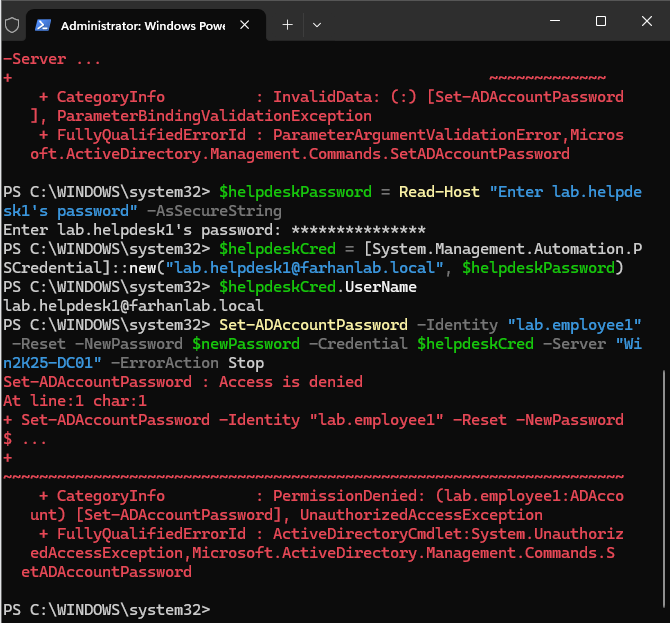 Administrator: Windows Powe
-Server ...
+                                                      ~~~~~~~~~~~~~
    + CategoryInfo          : InvalidData: (:) [Set-ADAccountPassword
   ], ParameterBindingValidationException
    + FullyQualifiedErrorId : ParameterArgumentValidationError,Micros
   oft.ActiveDirectory.Management.Commands.SetADAccountPassword
PS C:\WINDOWS\system32> $helpdeskPassword = Read-Host "Enter lab.helpde
sk1's password" -AsSecureString
Enter lab.helpdesk1's password: ***************
PS C:\WINDOWS\system32> $helpdeskCred = [System.Management.Automation.P
SCredential]::new("lab.helpdesk1@farhanlab.local", $helpdeskPassword)
PS C:\WINDOWS\system32> $helpdeskCred.UserName
lab.helpdesk1@farhanlab.local
PS C:\WINDOWS\system32> Set-ADAccountPassword -Identity "lab.employee1"
 -Reset -NewPassword $newPassword -Credential $helpdeskCred -Server "Wi
n2K25-DC01" -ErrorAction Stop
Set-ADAccountPassword : Access is denied
At line:1 char:1
+ Set-ADAccountPassword -Identity "lab.employee1" -Reset -NewPassword
$ ...
+
~~~~~~~~~~~~~~~~~~~~~~~~~~~~~~~~~~~~~~~~~~~~~~~~~~~~~~~~~~~~~~~~~~~~~
    + CategoryInfo          : PermissionDenied: (lab.employee1:ADAcco
   unt) [Set-ADAccountPassword], UnauthorizedAccessException
    + FullyQualifiedErrorId : ActiveDirectoryCmdlet:System.Unauthoriz
   edAccessException,Microsoft.ActiveDirectory.Management.Commands.S
  etADAccountPassword
PS C:\WINDOWS\system32>